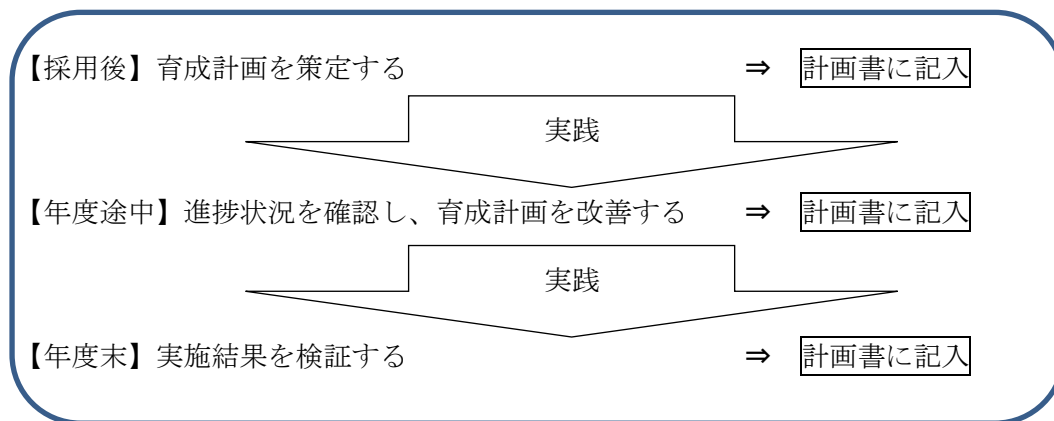 【採用後】育成計画を策定する ⇒ 計画書に記入
実践
【年度途中】進捗状況を確認し、育成計画を改善する ⇒ 計画書に記入
実践
【年度末】実施結果を検証する ⇒ 計画書に記入